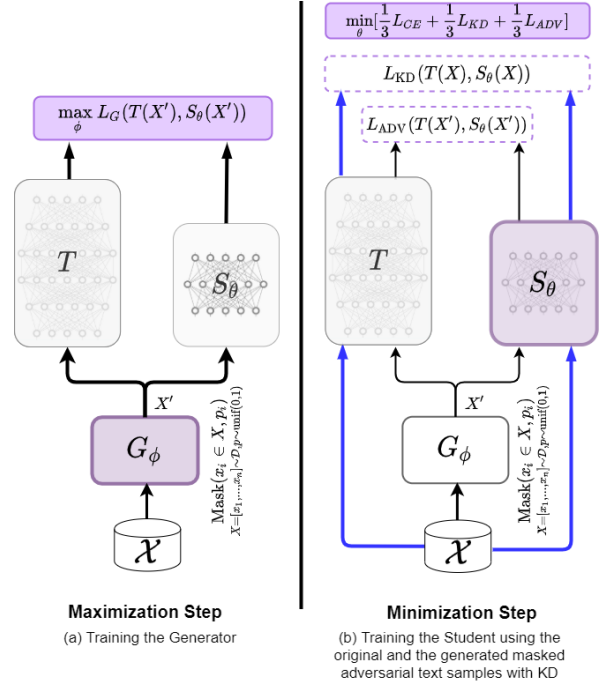 max_ϕ L_G(T(X′), S_θ(X′))
T
S_θ
X′
G_ϕ
Mask(x_i ∈ X, p_i)
X=[x_1,...,x_n]∼D,p∼unif(0,1)
𝒳
Maximization Step
(a) Training the Generator
min_θ[1/3 L_CE + 1/3 L_KD + 1/3 L_ADV]
L_KD(T(X), S_θ(X))
L_ADV(T(X′), S_θ(X′))
T
S_θ
X′
G_ϕ
Mask(x_i ∈ X, p_i)
X=[x_1,...,x_n]∼D,p∼unif(0,1)
𝒳
Minimization Step
(b) Training the Student using the
original and the generated masked
adversarial text samples with KD